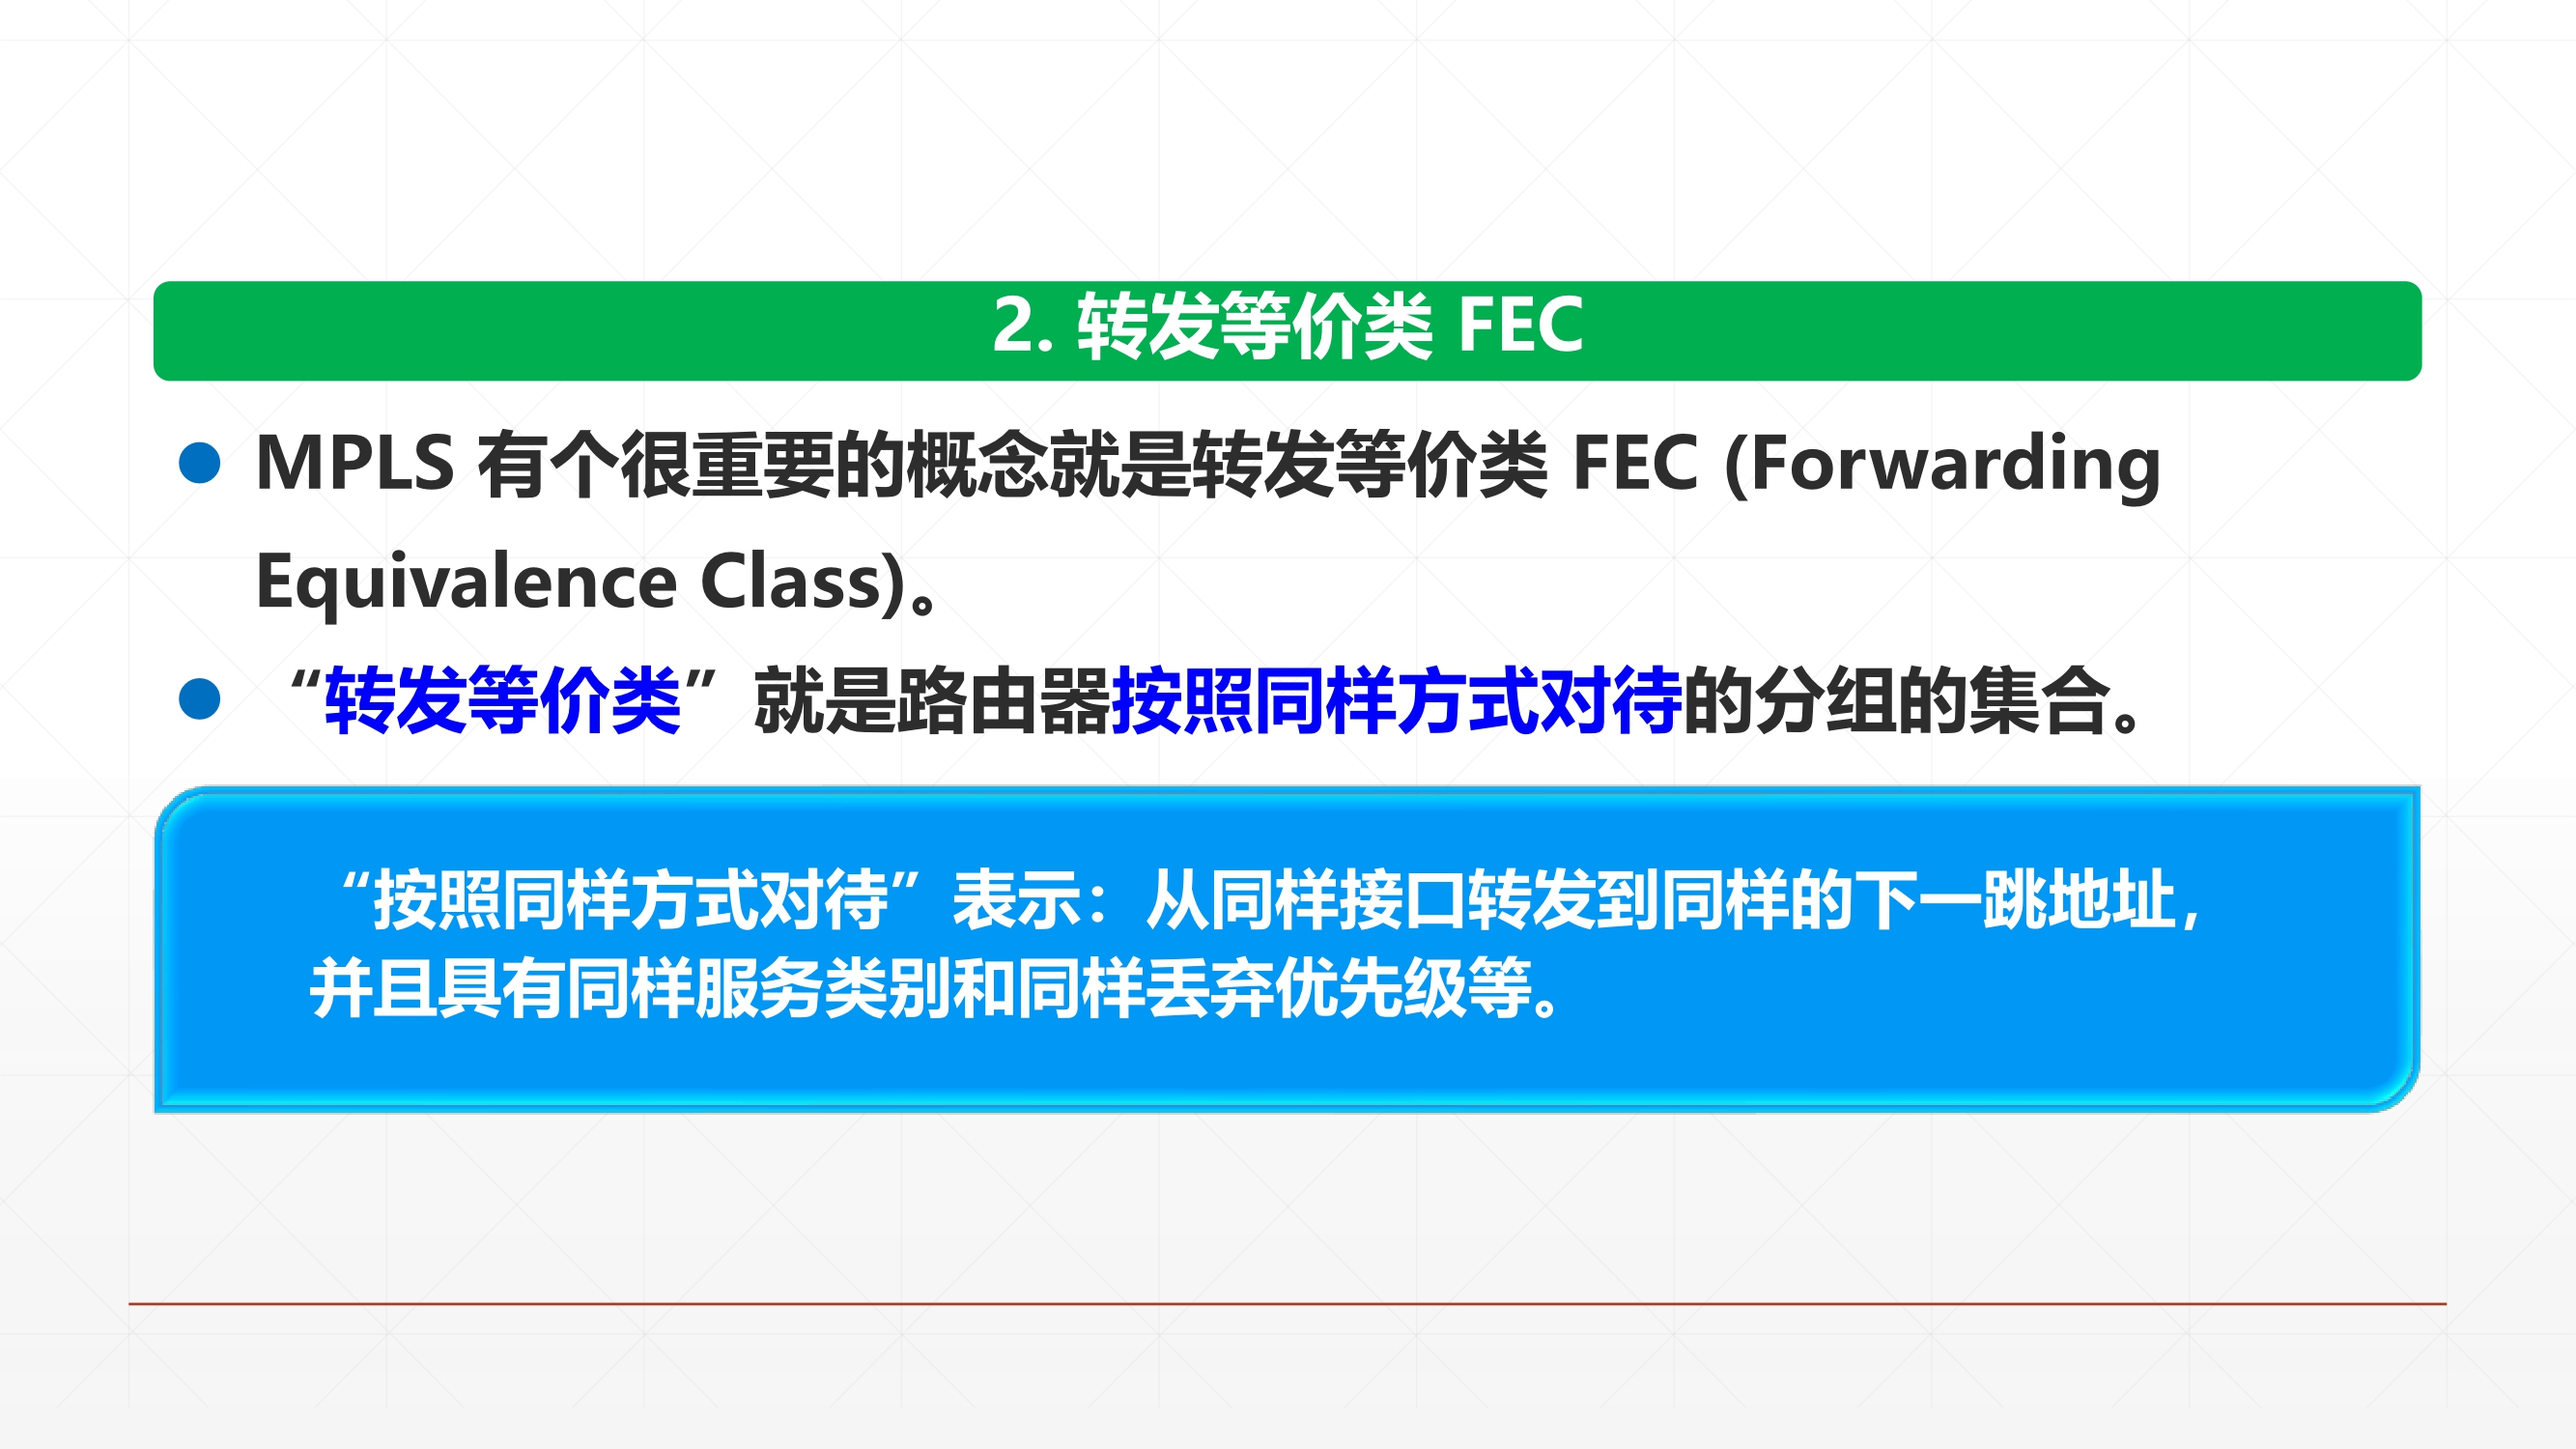 2. 转发等价类 FEC
MPLS 有个很重要的概念就是转发等价类 FEC (Forwarding
Equivalence Class)。
“转发等价类”就是路由器按照同样方式对待的分组的集合。
“按照同样方式对待”表示：从同样接口转发到同样的下一跳地址，
并且具有同样服务类别和同样丢弃优先级等。